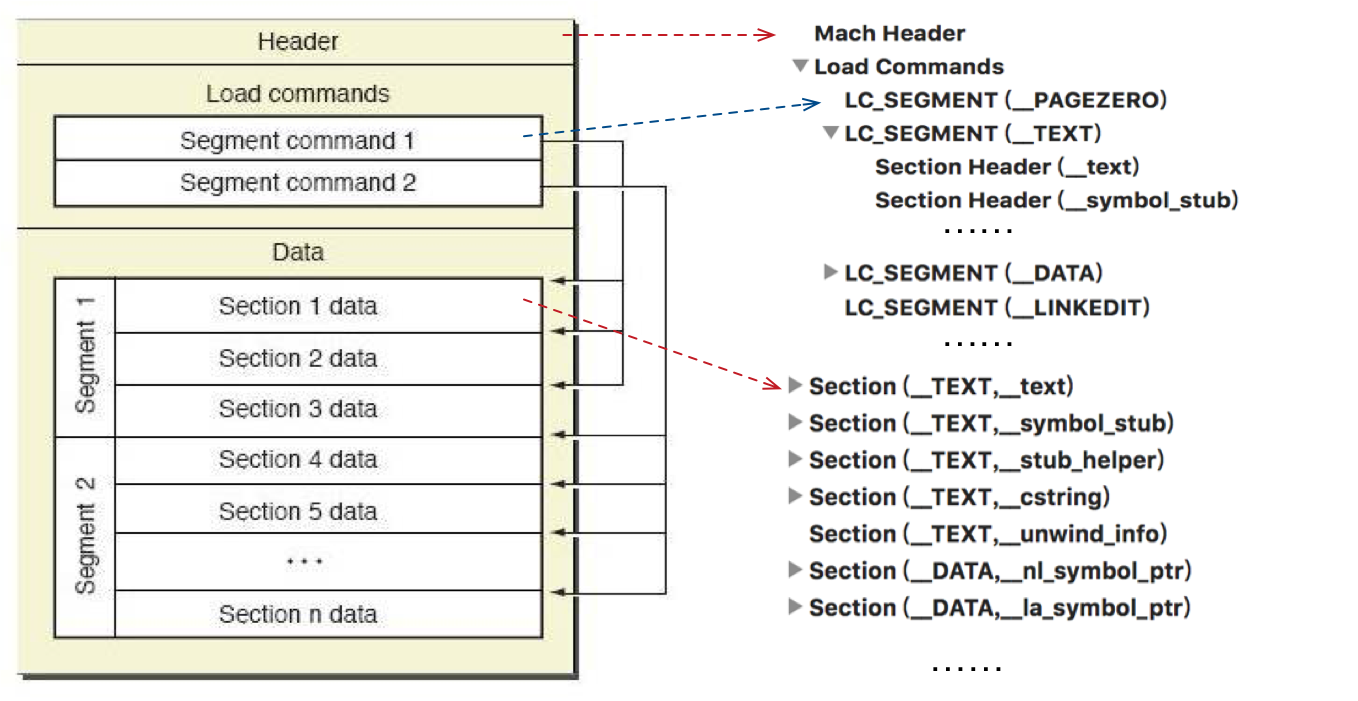 Header
Load commands
Segment command 1
Segment command 2
Data
Segment 1
Section 1 data
Section 2 data
Section 3 data
Segment 2
Section 4 data
Section 5 data
...
Section n data
Mach Header
Load Commands
LC_SEGMENT (__PAGEZERO)
LC_SEGMENT (__TEXT)
Section Header (__text)
Section Header (__symbol_stub)
......
LC_SEGMENT (__DATA)
LC_SEGMENT (__LINKEDIT)
......
Section (__TEXT,__text)
Section (__TEXT,__symbol_stub)
Section (__TEXT,__stub_helper)
Section (__TEXT,__cstring)
Section (__TEXT,__unwind_info)
Section (__DATA,__nl_symbol_ptr)
Section (__DATA,__la_symbol_ptr)
......